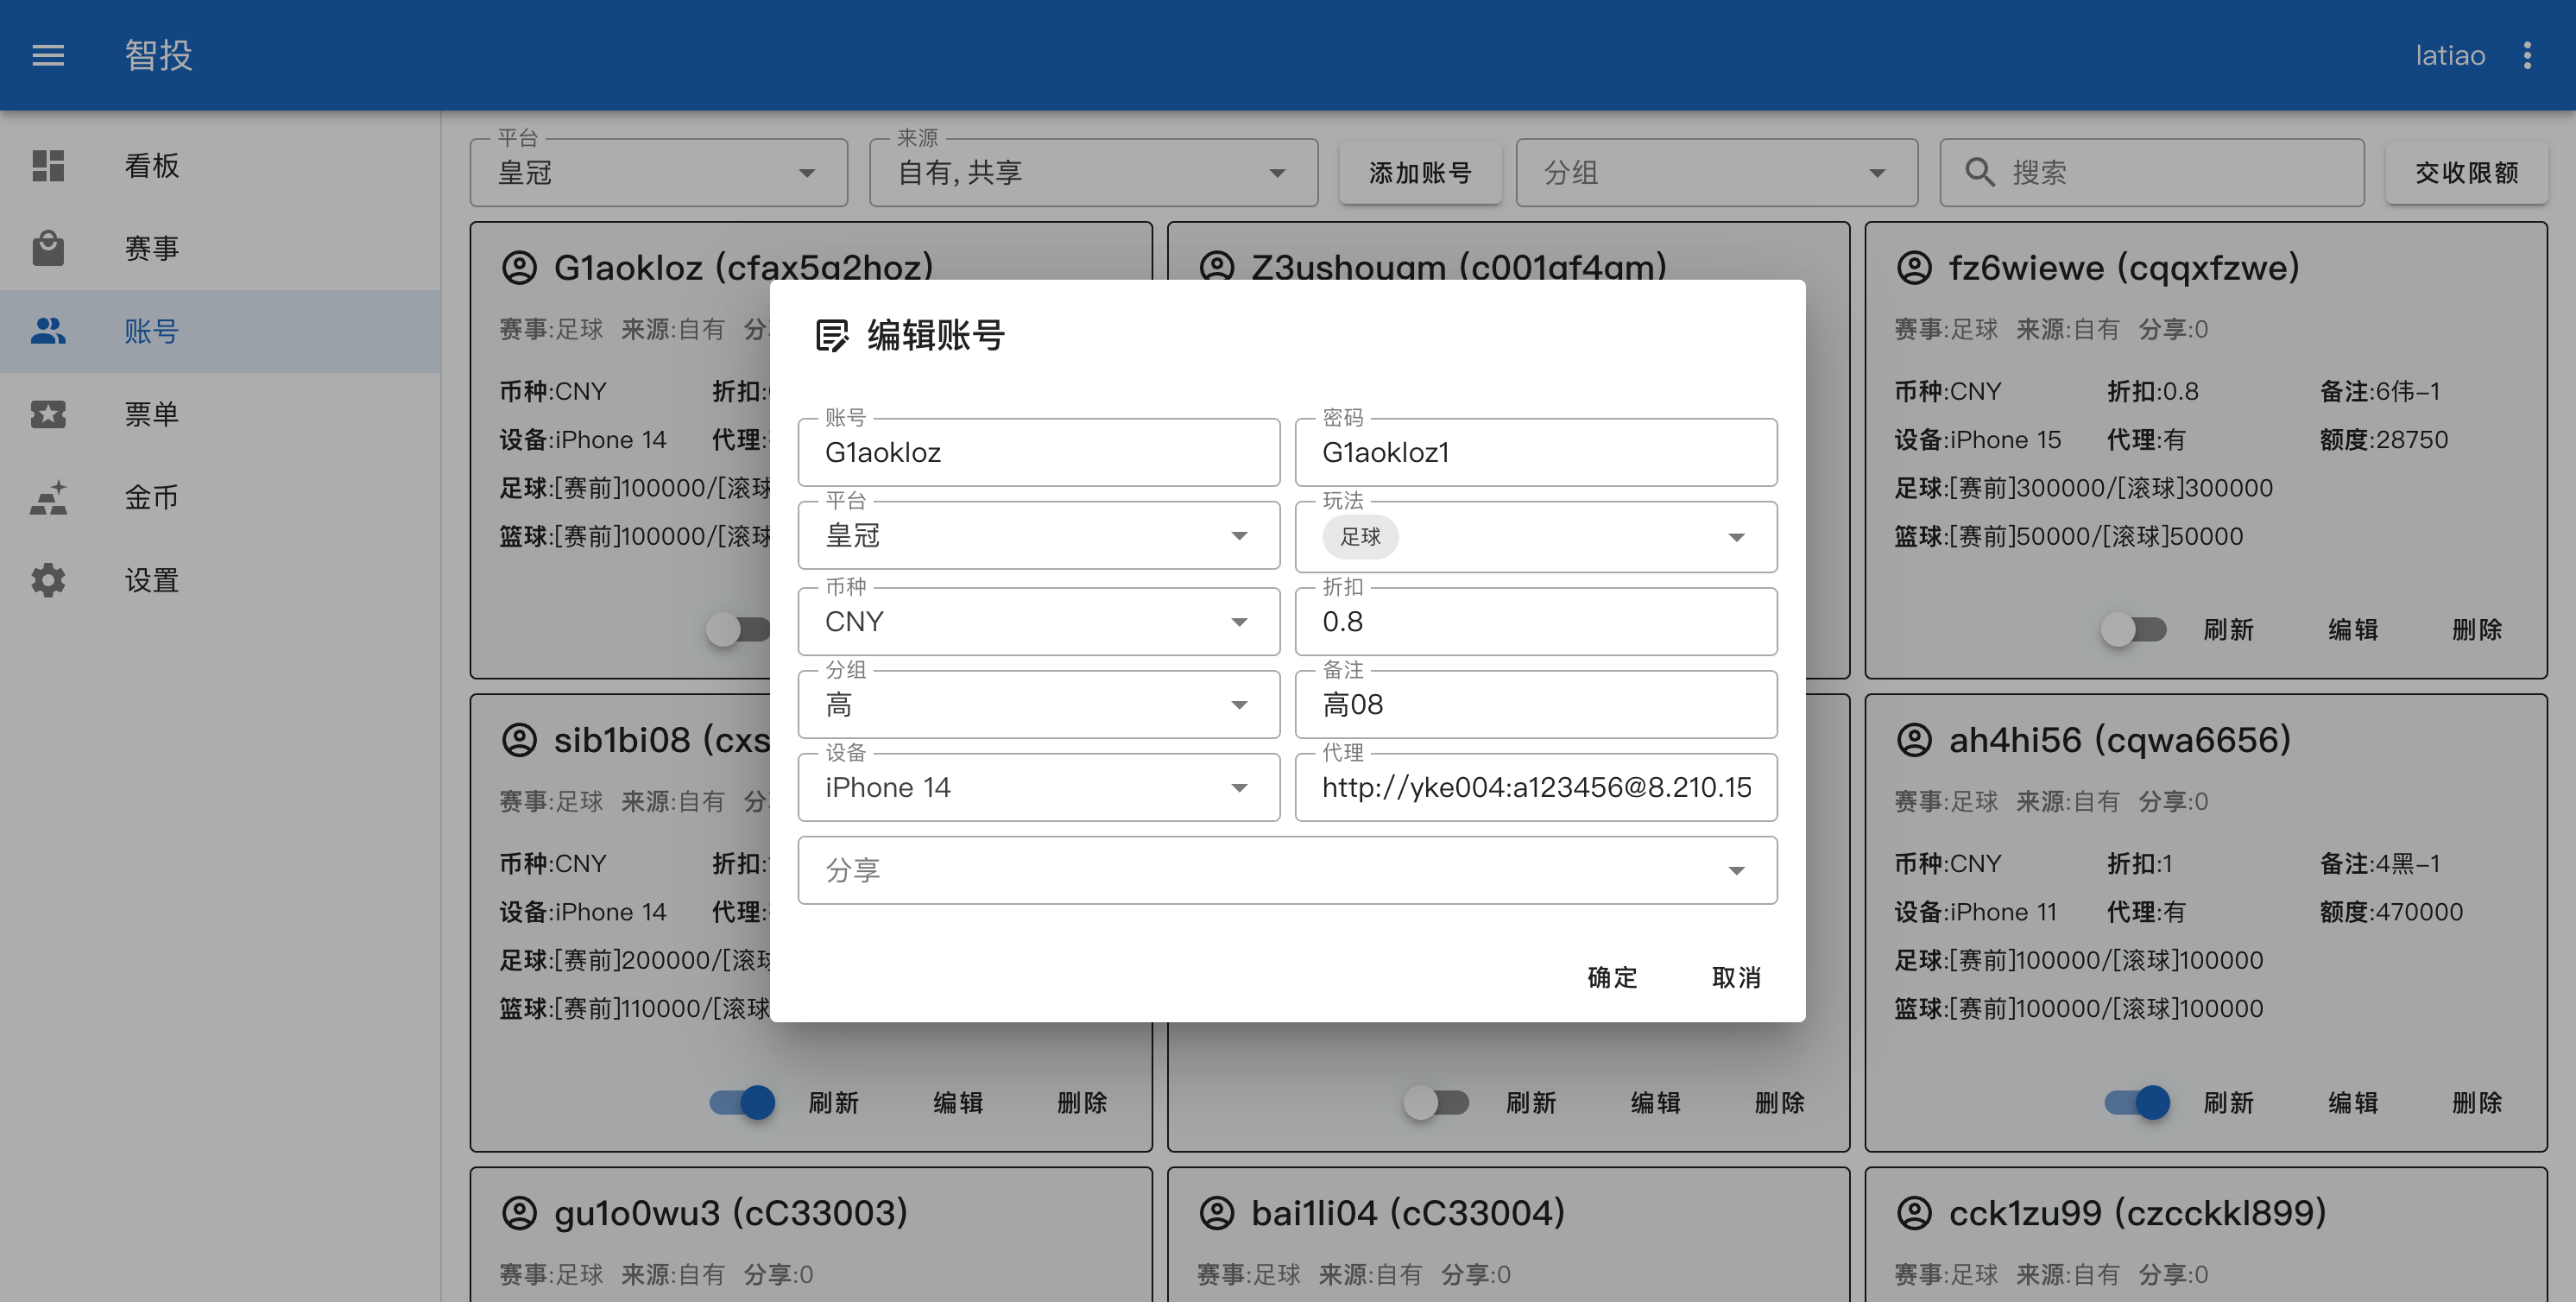 智投
latiao
看板
赛事
账号
票单
金币
设置
平台
皇冠
来源
自有, 共享
添加账号
分组
搜索
交收限额
G1aokloz (cfax5g2hoz)
赛事:足球 来源:自有
币种:CNY 折扣:
设备:iPhone 14 代理:
足球:[赛前]100000/[滚球
篮球:[赛前]100000/[滚球
Z3ushougm (c001gf4gm)
fz6wiewe (cqqxfzwe)
赛事:足球 来源:自有 分享:0
币种:CNY 折扣:0.8 备注:6伟-1
设备:iPhone 15 代理:有 额度:28750
足球:[赛前]300000/[滚球]300000
篮球:[赛前]50000/[滚球]50000
刷新 编辑 删除
编辑账号
账号
G1aokloz
密码
G1aokloz1
平台
皇冠
玩法
足球
币种
CNY
折扣
0.8
分组
高
备注
高08
设备
iPhone 14
代理
http://yke004:a123456@8.210.15
分享
确定 取消
sib1bi08 (cxs
赛事:足球 来源:自有
币种:CNY 折扣:
设备:iPhone 14 代理:
足球:[赛前]200000/[滚球
篮球:[赛前]110000/[滚球
刷新 编辑 删除
刷新 编辑 删除
ah4hi56 (cqwa6656)
赛事:足球 来源:自有 分享:0
币种:CNY 折扣:1 备注:4黑-1
设备:iPhone 11 代理:有 额度:470000
足球:[赛前]100000/[滚球]100000
篮球:[赛前]100000/[滚球]100000
刷新 编辑 删除
gu1o0wu3 (cC33003)
赛事:足球 来源:自有 分享:0
bai1li04 (cC33004)
赛事:足球 来源:自有 分享:0
cck1zu99 (czcckkl899)
赛事:足球 来源:自有 分享:0